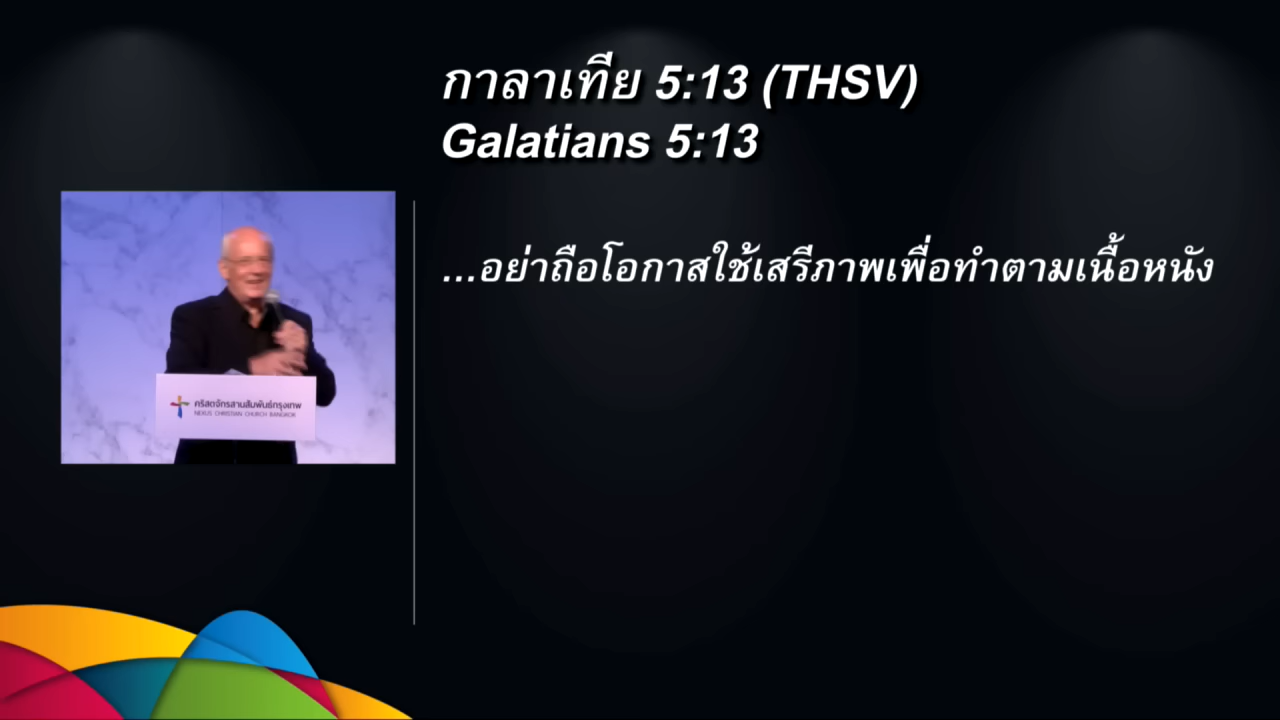 กาลาเทีย 5:13 (THSV)
Galatians 5:13
...อย่าถือโอกาสใช้เสรีภาพเพื่อทำตามเนื้อหนัง
คริสตจักรสานสัมพันธ์กรุงเทพ
NEXUS CHRISTIAN CHURCH BANGKOK